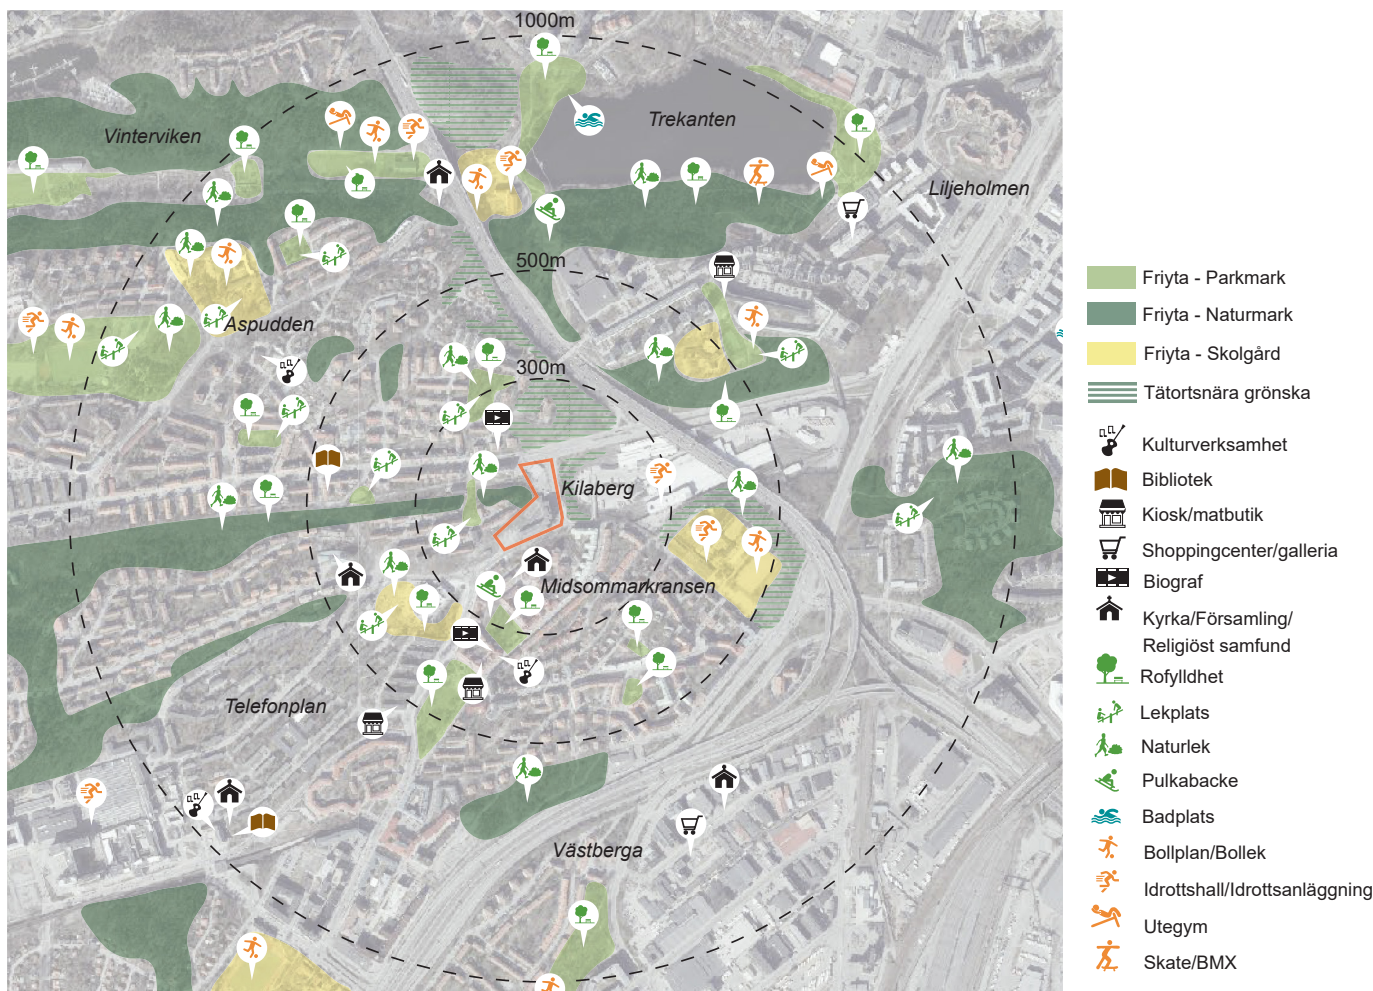 1000m
Vinterviken
Trekanten
Liljeholmen
500m
Aspudden
300m
Kilaberg
Midsommarkransen
Telefonplan
Västberga
Friyta - Parkmark
Friyta - Naturmark
Friyta - Skolgård
Tätortsnära grönska
Kulturverksamhet
Bibliotek
Kiosk/matbutik
Shoppingcenter/galleria
Biograf
Kyrka/Församling/
Religiöst samfund
Rofylldhet
Lekplats
Naturlek
Pulkabacke
Badplats
Bollplan/Bollek
Idrottshall/Idrottsanläggning
Utegym
Skate/BMX